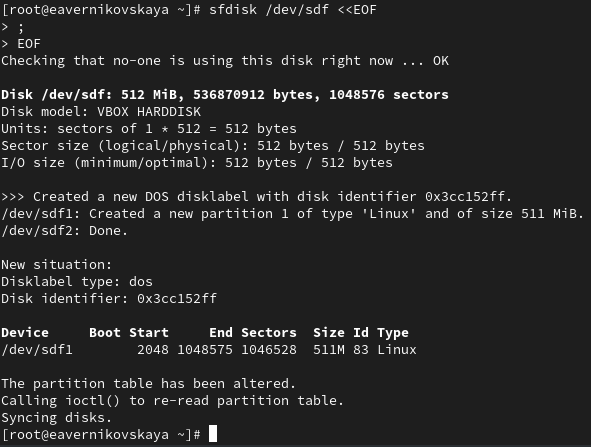 [root@eavernikovskaya ~]# sfdisk /dev/sdf <<EOF
> ;
> EOF
Checking that no-one is using this disk right now ... OK
Disk /dev/sdf: 512 MiB, 536870912 bytes, 1048576 sectors
Disk model: VBOX HARDDISK
Units: sectors of 1 * 512 = 512 bytes
Sector size (logical/physical): 512 bytes / 512 bytes
I/O size (minimum/optimal): 512 bytes / 512 bytes
>>> Created a new DOS disklabel with disk identifier 0x3cc152ff.
/dev/sdf1: Created a new partition 1 of type 'Linux' and of size 511 MiB.
/dev/sdf2: Done.
New situation:
Disklabel type: dos
Disk identifier: 0x3cc152ff
Device     Boot Start     End Sectors  Size Id Type
/dev/sdf1        2048 1048575 1046528  511M 83 Linux
The partition table has been altered.
Calling ioctl() to re-read partition table.
Syncing disks.
[root@eavernikovskaya ~]#